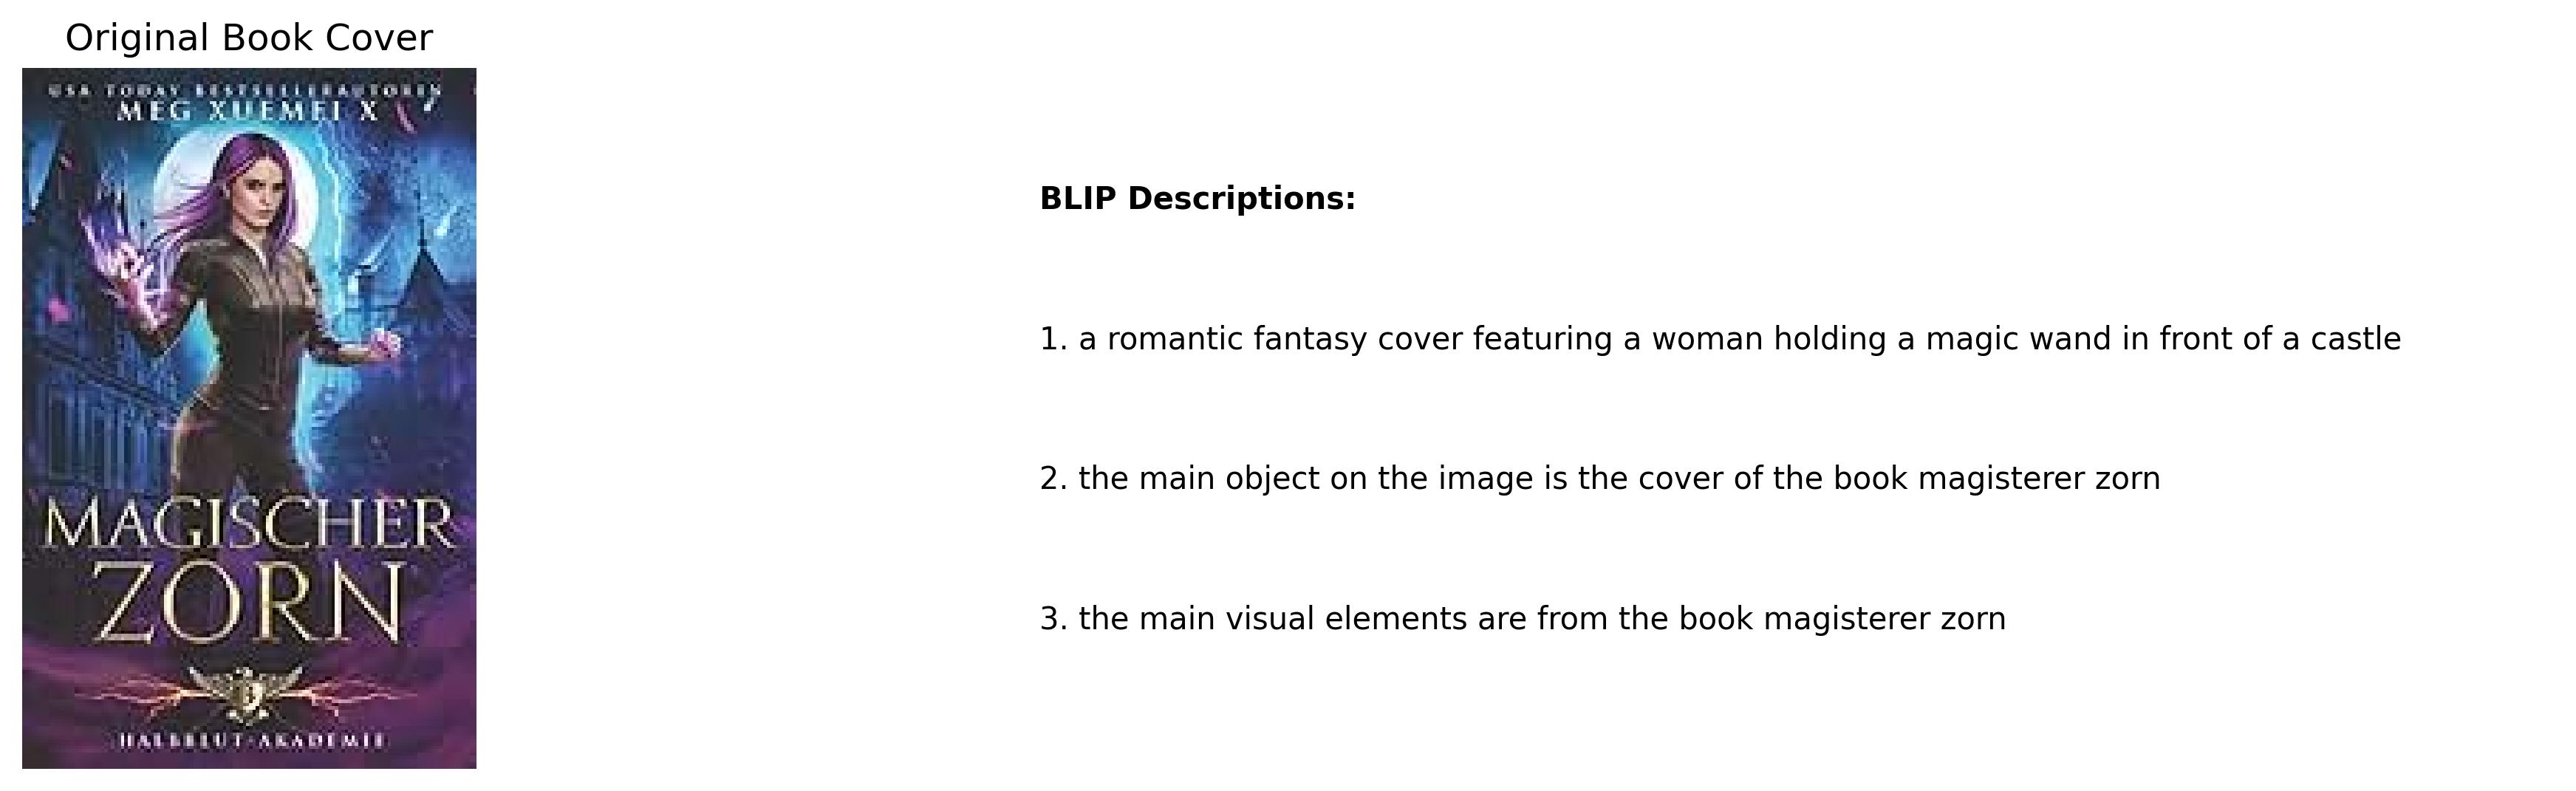 Original Book Cover
USA TODAY BESTSELLERAUTORIN
MEG XUEMEI X
MAGISCHER
ZORN
3
HALBBLUT-AKADEMIE
BLIP Descriptions:
1. a romantic fantasy cover featuring a woman holding a magic wand in front of a castle
2. the main object on the image is the cover of the book magisterer zorn
3. the main visual elements are from the book magisterer zorn